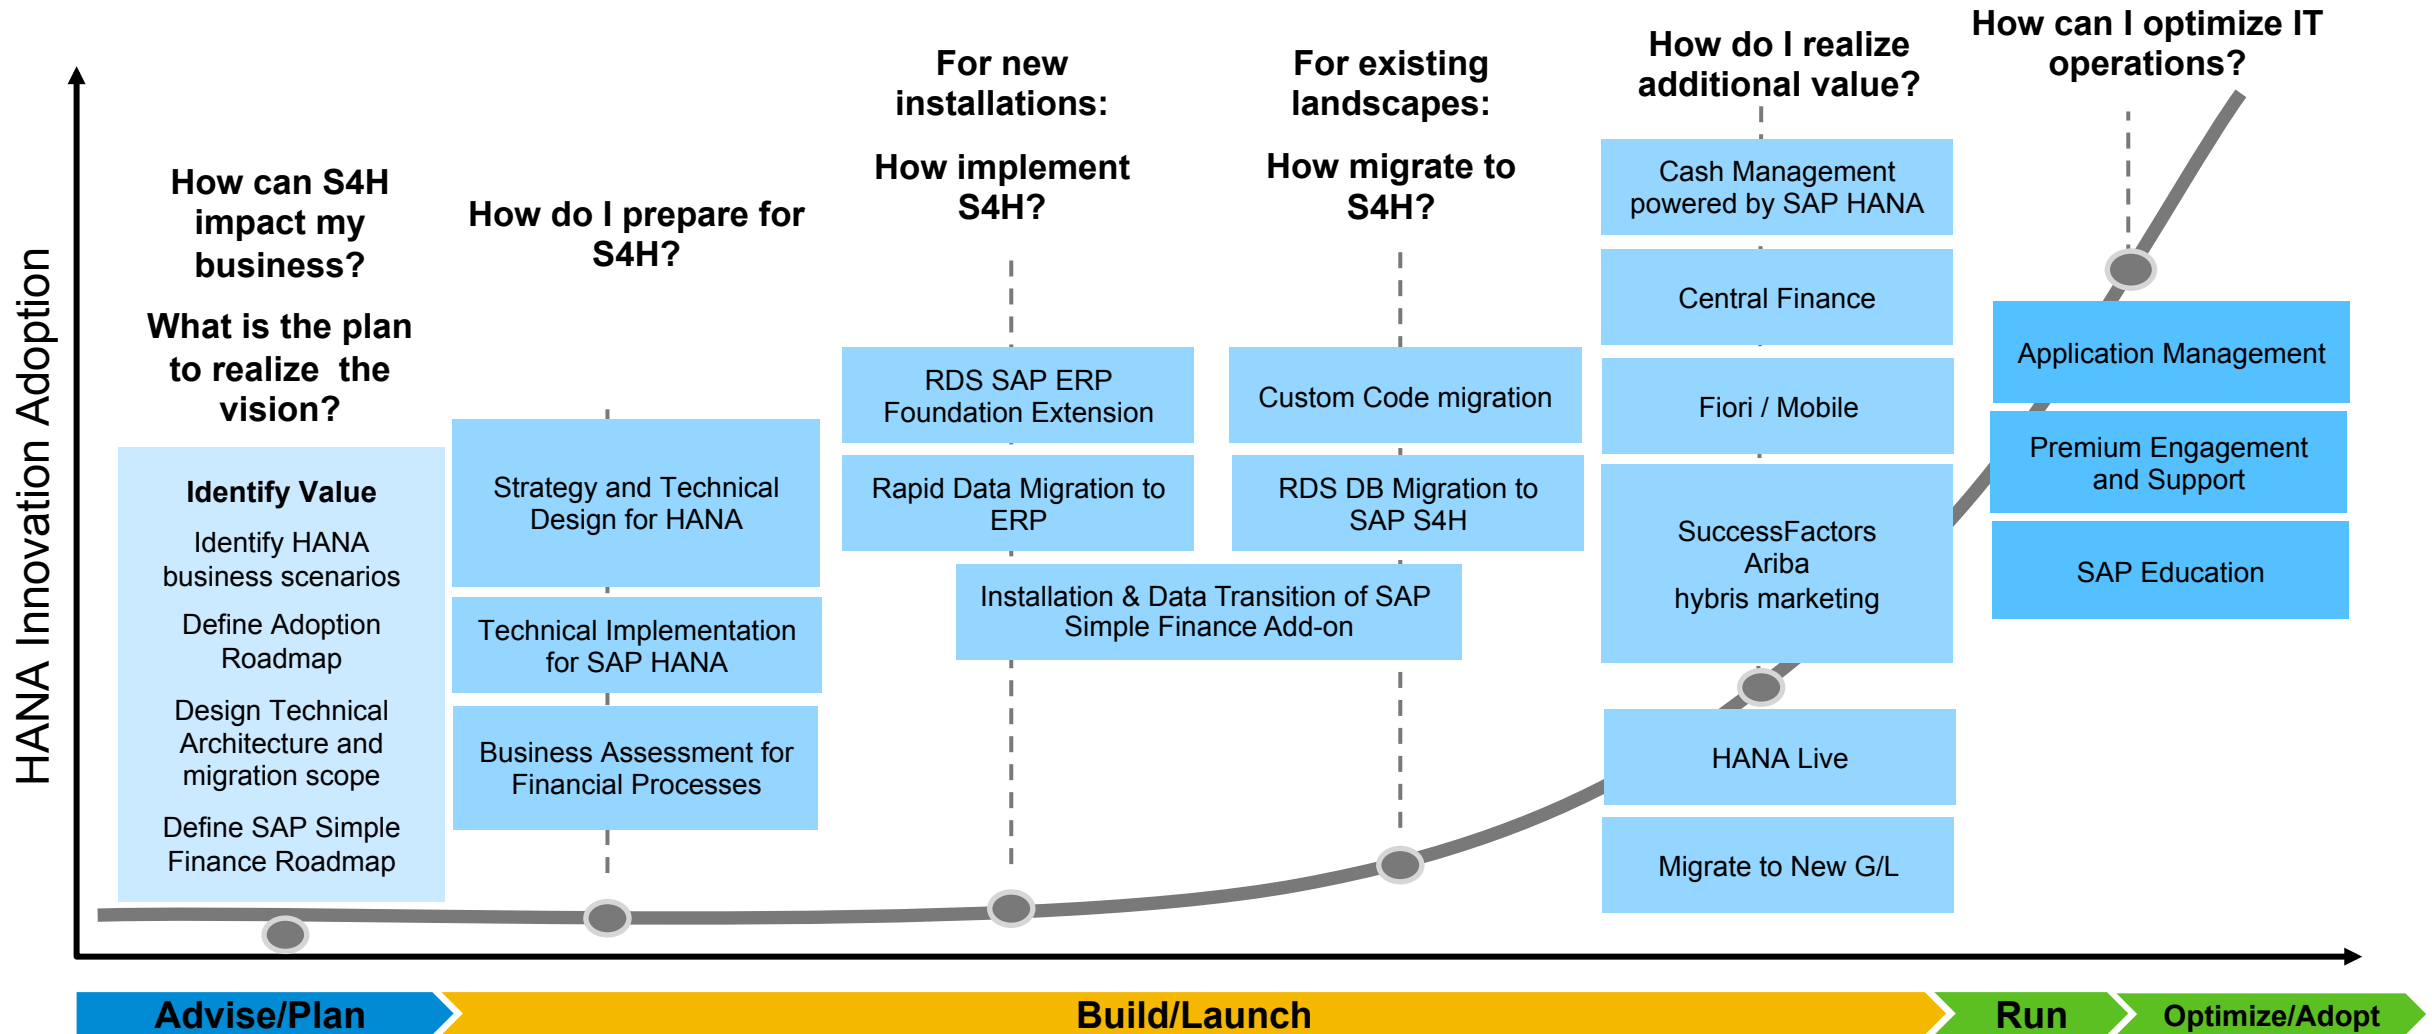 HANA Innovation Adoption
How can S4H
impact my
business?
What is the plan
to realize  the
vision?
Identify Value
Identify HANA
business scenarios
Define Adoption
Roadmap
Design Technical
Architecture and
migration scope
Define SAP Simple
Finance Roadmap
How do I prepare for
S4H?
Strategy and Technical
Design for HANA
Technical Implementation
for SAP HANA
Business Assessment for
Financial Processes
For new
installations:
How implement
S4H?
RDS SAP ERP
Foundation Extension
Rapid Data Migration to
ERP
For existing
landscapes:
How migrate to
S4H?
Custom Code migration
RDS DB Migration to
SAP S4H
Installation & Data Transition of SAP
Simple Finance Add-on
How do I realize
additional value?
Cash Management
powered by SAP HANA
Central Finance
Fiori / Mobile
SuccessFactors
Ariba
hybris marketing
HANA Live
Migrate to New G/L
How can I optimize IT
operations?
Application Management
Premium Engagement
and Support
SAP Education
Advise/Plan
Build/Launch
Run
Optimize/Adopt